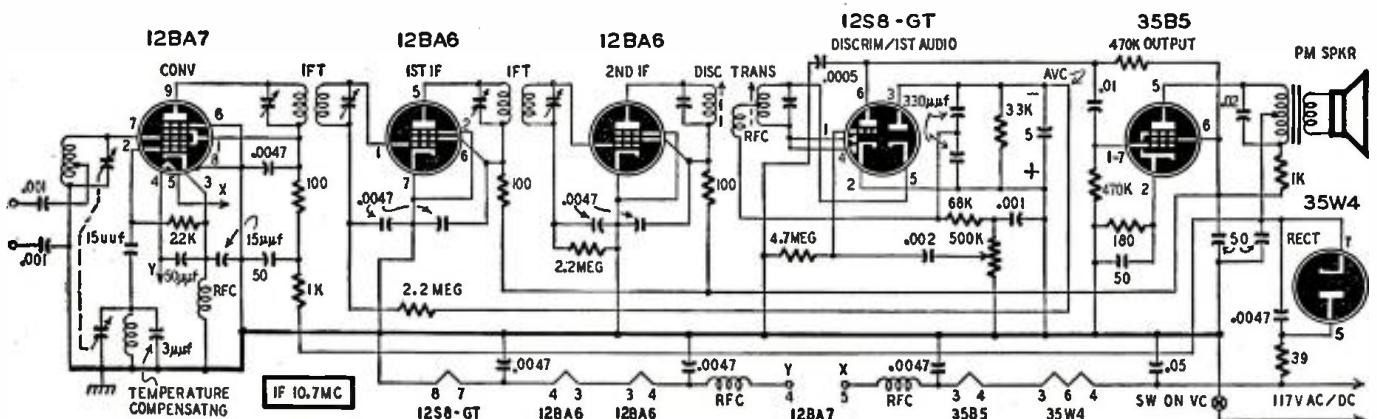 12BA7
CONV
12BA6
1ST IF
12BA6
2ND IF
12S8-GT
DISCRIM/1ST AUDIO
35B5
470K OUTPUT
PM SPKR
IFT
IFT
DISC TRANS
.0005
AVC
330µµf
33K
5
.01
.02
RFC
.001
.001
9
7
2
6
8
4
5
3
X
.0047
100
22K
15µµf
15uuf
50
Y
50µµf
RFC
1K
3µµf
5
1
2
6
7
.0047
100
2.2 MEG
.0047
2.2MEG
100
6
3
1
4
2
5
68K
.001
500K
4.7MEG
.002
5
6
1-7
2
470K
180
50
1K
50
35W4
RECT
7
5
.0047
39
TEMPERATURE
COMPENSATNG
IF 10.7MC
.0047
.0047
.0047
.05
8 7
12S8-GT
4 3
12BA6
3 4
12BA6
RFC
Y
4
12BA7
X
5
RFC
3 4
35B5
3 6 4
35W4
SW ON VC
117V AC/DC